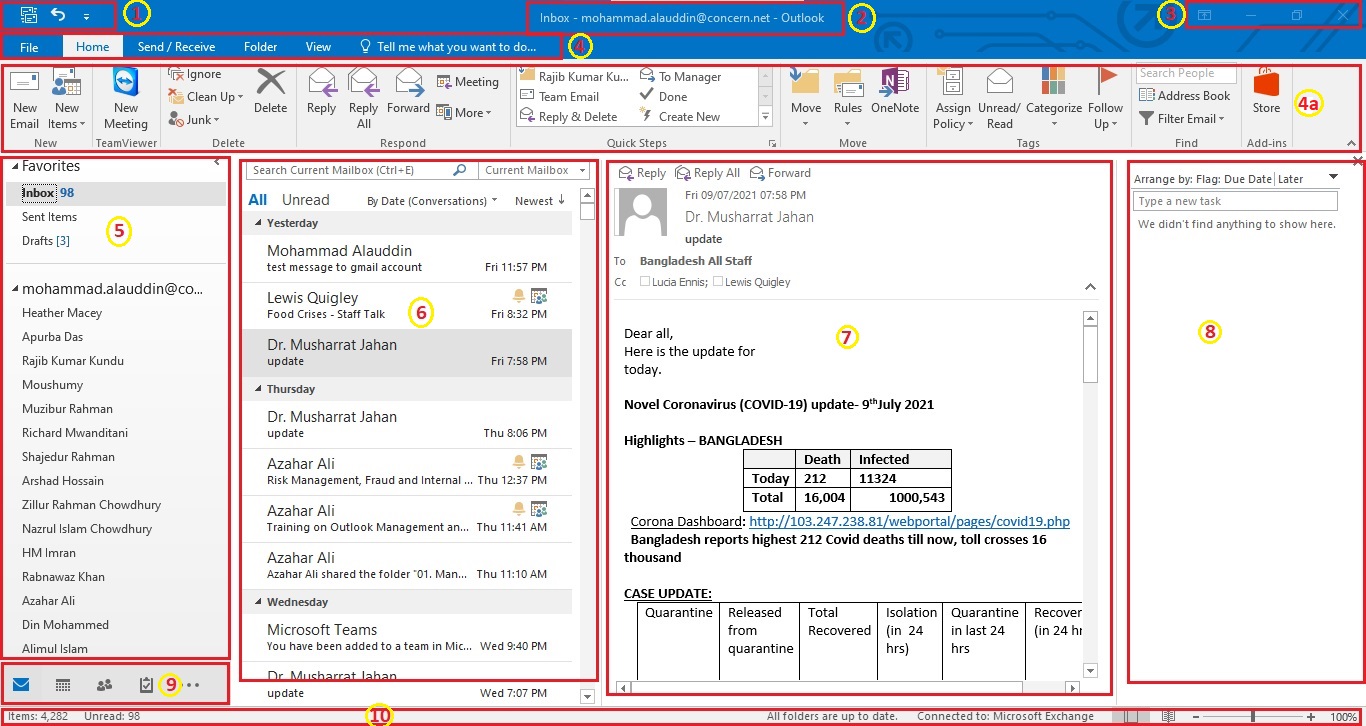 1
Inbox - mohammad.alauddin@concern.net - Outlook
2
3
File Home Send / Receive Folder View Tell me what you want to do...
4
New Email
New Items
New
New Meeting
TeamViewer
Ignore
Clean Up
Junk
Delete
Delete
Reply
Reply All
Forward
Meeting
More
Respond
Rajib Kumar Ku...
Team Email
Reply & Delete
To Manager
Done
Create New
Quick Steps
Move
Rules
OneNote
Move
Assign Policy
Unread/ Read
Categorize
Follow Up
Tags
Search People
Address Book
Filter Email
Find
Store
Add-ins
4a
Favorites
Inbox 98
Sent Items
Drafts [3]
5
mohammad.alauddin@co...
Heather Macey
Apurba Das
Rajib Kumar Kundu
Moushumy
Muzibur Rahman
Richard Mwanditani
Shajedur Rahman
Arshad Hossain
Zillur Rahman Chowdhury
Nazrul Islam Chowdhury
HM Imran
Rabnawaz Khan
Azahar Ali
Din Mohammed
Alimul Islam
9
Search Current Mailbox (Ctrl+E) Current Mailbox
All Unread By Date (Conversations) Newest
Yesterday
Mohammad Alauddin
test message to gmail account Fri 11:57 PM
Lewis Quigley
Food Crises - Staff Talk Fri 8:32 PM
6
Dr. Musharrat Jahan
update Fri 7:58 PM
Thursday
Dr. Musharrat Jahan
update Thu 8:06 PM
Azahar Ali
Risk Management, Fraud and Internal ... Thu 12:37 PM
Azahar Ali
Training on Outlook Management an... Thu 11:41 AM
Azahar Ali
Azahar Ali shared the folder "01. Man... Thu 11:10 AM
Wednesday
Microsoft Teams
You have been added to a team in Mic... Wed 9:40 PM
Dr. Musharrat Jahan
update Wed 7:07 PM
Reply Reply All Forward
Fri 09/07/2021 07:58 PM
Dr. Musharrat Jahan
update
To Bangladesh All Staff
Cc Lucia Ennis; Lewis Quigley
7
Dear all,
Here is the update for
today.
Novel Coronavirus (COVID-19) update- 9thJuly 2021
Highlights – BANGLADESH
Death Infected
Today 212 11324
Total 16,004 1000,543
Corona Dashboard: http://103.247.238.81/webportal/pages/covid19.php
Bangladesh reports highest 212 Covid deaths till now, toll crosses 16
thousand
CASE UPDATE:
Quarantine Released Total Isolation Quarantine Recover
from Recovered (in 24 in last 24 (in 24 hr
quarantine hrs) hrs
Arrange by: Flag: Due Date Later
Type a new task
We didn't find anything to show here.
8
Items: 4,282 Unread: 98 10 All folders are up to date. Connected to: Microsoft Exchange 100%